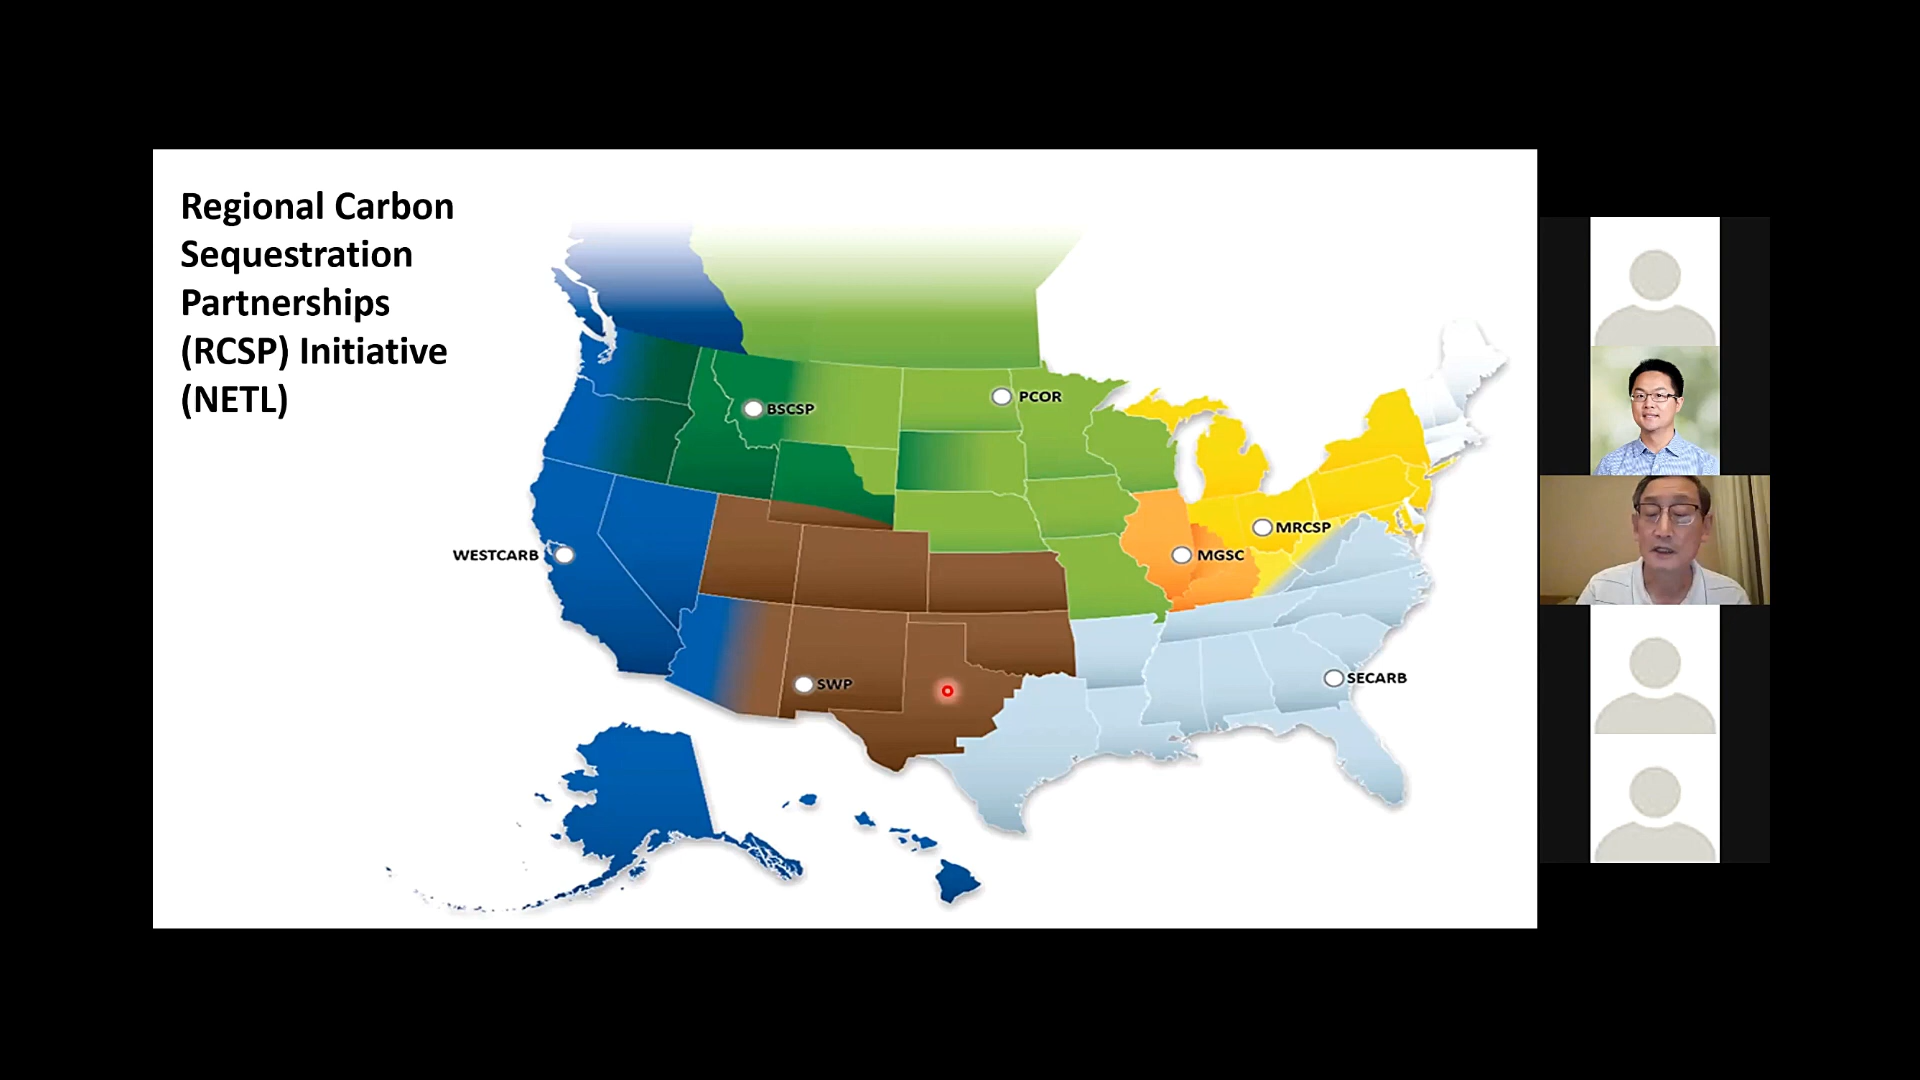 Regional Carbon
Sequestration
Partnerships
(RCSP) Initiative
(NETL)
BSCSP
PCOR
MRCSP
WESTCARB
MGSC
SWP
SECARB